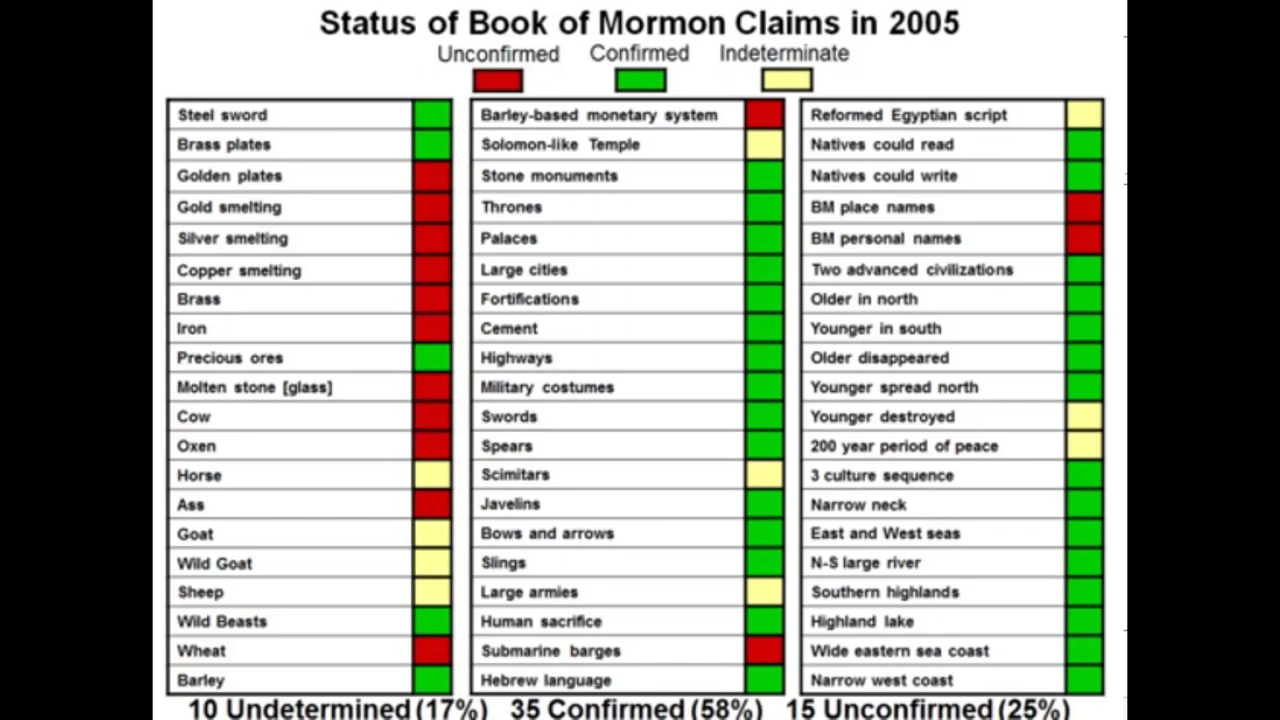 Status of Book of Mormon Claims in 2005
Unconfirmed Confirmed Indeterminate
Steel sword
Brass plates
Golden plates
Gold smelting
Silver smelting
Copper smelting
Brass
Iron
Precious ores
Molten stone [glass]
Cow
Oxen
Horse
Ass
Goat
Wild Goat
Sheep
Wild Beasts
Wheat
Barley
Barley-based monetary system
Solomon-like Temple
Stone monuments
Thrones
Palaces
Large cities
Fortifications
Cement
Highways
Military costumes
Swords
Spears
Scimitars
Javelins
Bows and arrows
Slings
Large armies
Human sacrifice
Submarine barges
Hebrew language
Reformed Egyptian script
Natives could read
Natives could write
BM place names
BM personal names
Two advanced civilizations
Older in north
Younger in south
Older disappeared
Younger spread north
Younger destroyed
200 year period of peace
3 culture sequence
Narrow neck
East and West seas
N-S large river
Southern highlands
Highland lake
Wide eastern sea coast
Narrow west coast
10 Undetermined (17%) 35 Confirmed (58%) 15 Unconfirmed (25%)